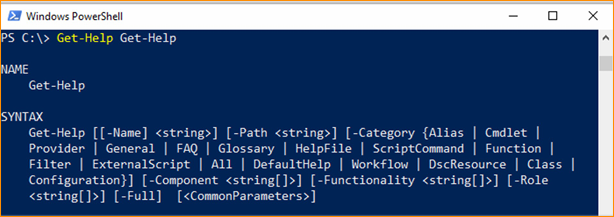 Windows PowerShell
PS C:\> Get-Help Get-Help
NAME
Get-Help
SYNTAX
Get-Help [[-Name] <string>] [-Path <string>] [-Category {Alias | Cmdlet |
Provider | General | FAQ | Glossary | HelpFile | ScriptCommand | Function |
Filter | ExternalScript | All | DefaultHelp | Workflow | DscResource | Class |
Configuration}] [-Component <string[]>] [-Functionality <string[]>] [-Role
<string[]>] [-Full]  [<CommonParameters>]